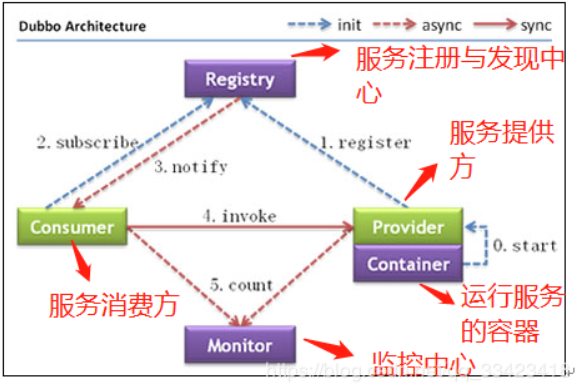 Dubbo Architecture
init
async
sync
Registry
服务注册与发现中
心
2. subscribe
1. register
3. notify
服务提供
方
Consumer
4. invoke
Provider
Container
0. start
服务消费方
5. count
运行服务
的容器
Monitor
监控中心